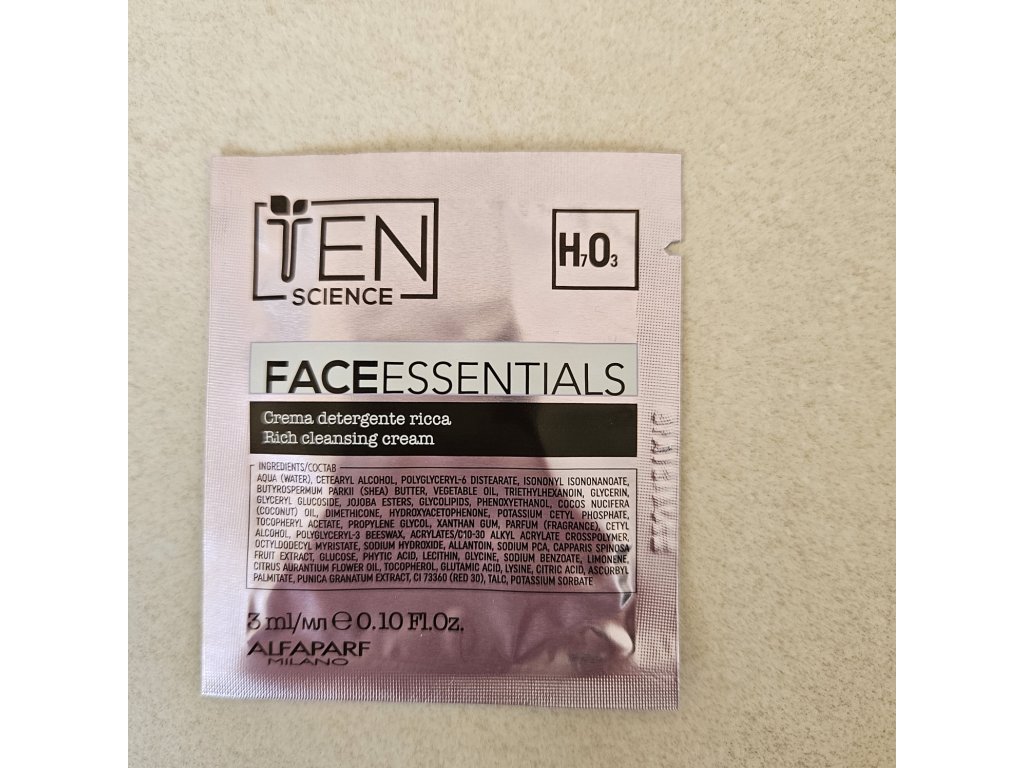 TEN
SCIENCE
H7O3
FACEESSENTIALS
Crema detergente ricca
Rich cleansing cream
INGREDIENTS/СОСТАВ
AQUA (WATER), CETEARYL ALCOHOL, POLYGLYCERYL-6 DISTEARATE, ISONONYL ISONONANOATE,
BUTYROSPERMUM PARKII (SHEA) BUTTER, VEGETABLE OIL, TRIETHYLHEXANOIN, GLYCERIN,
GLYCERYL GLUCOSIDE, JOJOBA ESTERS, GLYCOLIPIDS, PHENOXYETHANOL, COCOS NUCIFERA
(COCONUT) OIL, DIMETHICONE, HYDROXYACETOPHENONE, POTASSIUM CETYL PHOSPHATE,
TOCOPHERYL ACETATE, PROPYLENE GLYCOL, XANTHAN GUM, PARFUM (FRAGRANCE), CETYL
ALCOHOL, POLYGLYCERYL-3 BEESWAX, ACRYLATES/C10-30 ALKYL ACRYLATE CROSSPOLYMER,
OCTYLDODECYL MYRISTATE, SODIUM HYDROXIDE, ALLANTOIN, SODIUM PCA, CAPPARIS SPINOSA
FRUIT EXTRACT, GLUCOSE, PHYTIC ACID, LECITHIN, GLYCINE, SODIUM BENZOATE, LIMONENE,
CITRUS AURANTIUM FLOWER OIL, TOCOPHEROL, GLUTAMIC ACID, LYSINE, CITRIC ACID, ASCORBYL
PALMITATE, PUNICA GRANATUM EXTRACT, CI 73360 (RED 30), TALC, POTASSIUM SORBATE
3 ml/мл ℮ 0.10 Fl.Oz.
ALFAPARF
MILANO